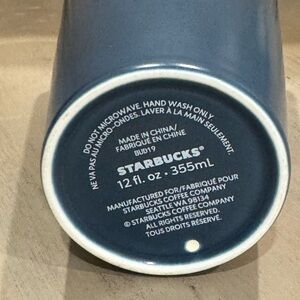 DO NOT MICROWAVE. HAND WASH ONLY
NE VA PAS AU MICRO-ONDES. LAVER À LA MAIN SEULEMENT.
MADE IN CHINA/
FABRIQUÉ EN CHINE
STARBUCKS®
12 fl. oz • 355mL
MANUFACTURED FOR/FABRIQUÉ POUR
STARBUCKS COFFEE COMPANY
SEATTLE WA 98134
© STARBUCKS COFFEE COMPANY
ALL RIGHTS RESERVED.
TOUS DROITS RÉSERVÉS.